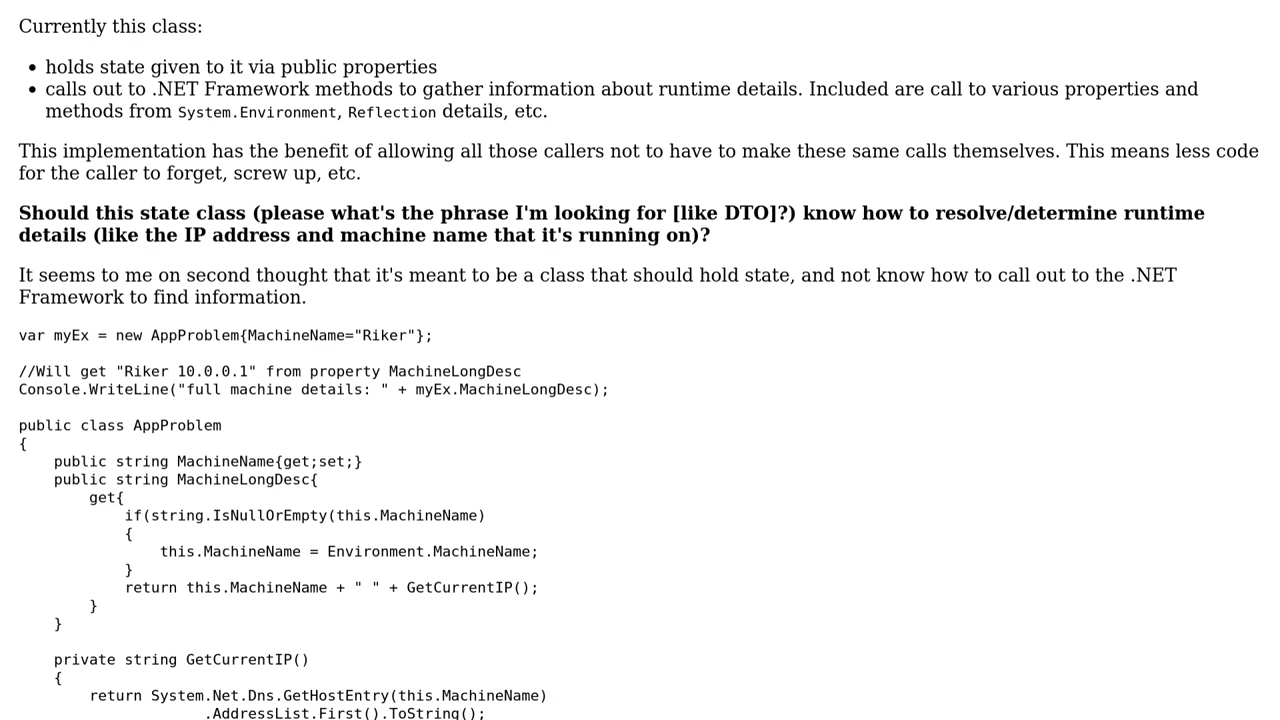 Currently this class:
• holds state given to it via public properties
• calls out to .NET Framework methods to gather information about runtime details. Included are call to various properties and
methods from System.Environment, Reflection details, etc.
This implementation has the benefit of allowing all those callers not to have to make these same calls themselves. This means less code
for the caller to forget, screw up, etc.
Should this state class (please what's the phrase I'm looking for [like DTO]?) know how to resolve/determine runtime
details (like the IP address and machine name that it's running on)?
It seems to me on second thought that it's meant to be a class that should hold state, and not know how to call out to the .NET
Framework to find information.
var myEx = new AppProblem{MachineName="Riker"};
//Will get "Riker 10.0.0.1" from property MachineLongDesc
Console.WriteLine("full machine details: " + myEx.MachineLongDesc);
public class AppProblem
{
    public string MachineName{get;set;}
    public string MachineLongDesc{
        get{
            if(string.IsNullOrEmpty(this.MachineName)
            {
                this.MachineName = Environment.MachineName;
            }
            return this.MachineName + " " + GetCurrentIP();
        }
    }
    private string GetCurrentIP()
    {
        return System.Net.Dns.GetHostEntry(this.MachineName)
                     .AddressList.First().ToString();